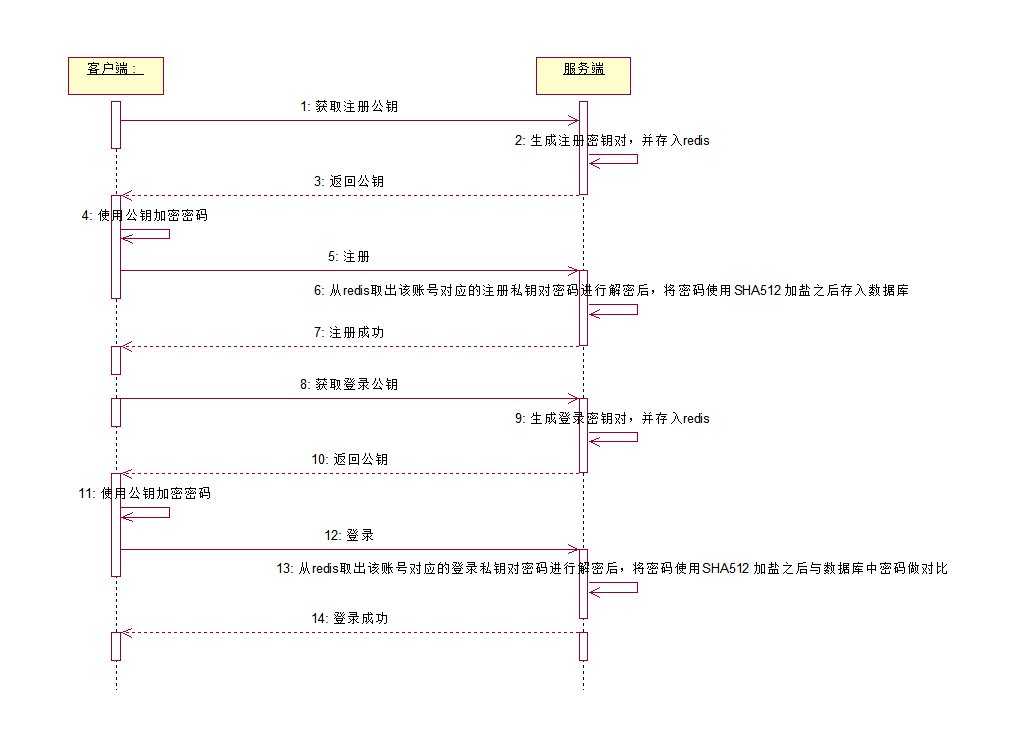 客户端：
服务端
1: 获取注册公钥
2: 生成注册密钥对，并存入redis
3: 返回公钥
4: 使用公钥加密密码
5: 注册
6: 从redis取出该账号对应的注册私钥对密码进行解密后，将密码使用SHA512 加盐之后存入数据库
7: 注册成功
8: 获取登录公钥
9: 生成登录密钥对，并存入redis
10: 返回公钥
11: 使用公钥加密密码
12: 登录
13: 从redis取出该账号对应的登录私钥对密码进行解密后，将密码使用SHA512 加盐之后与数据库中密码做对比
14: 登录成功